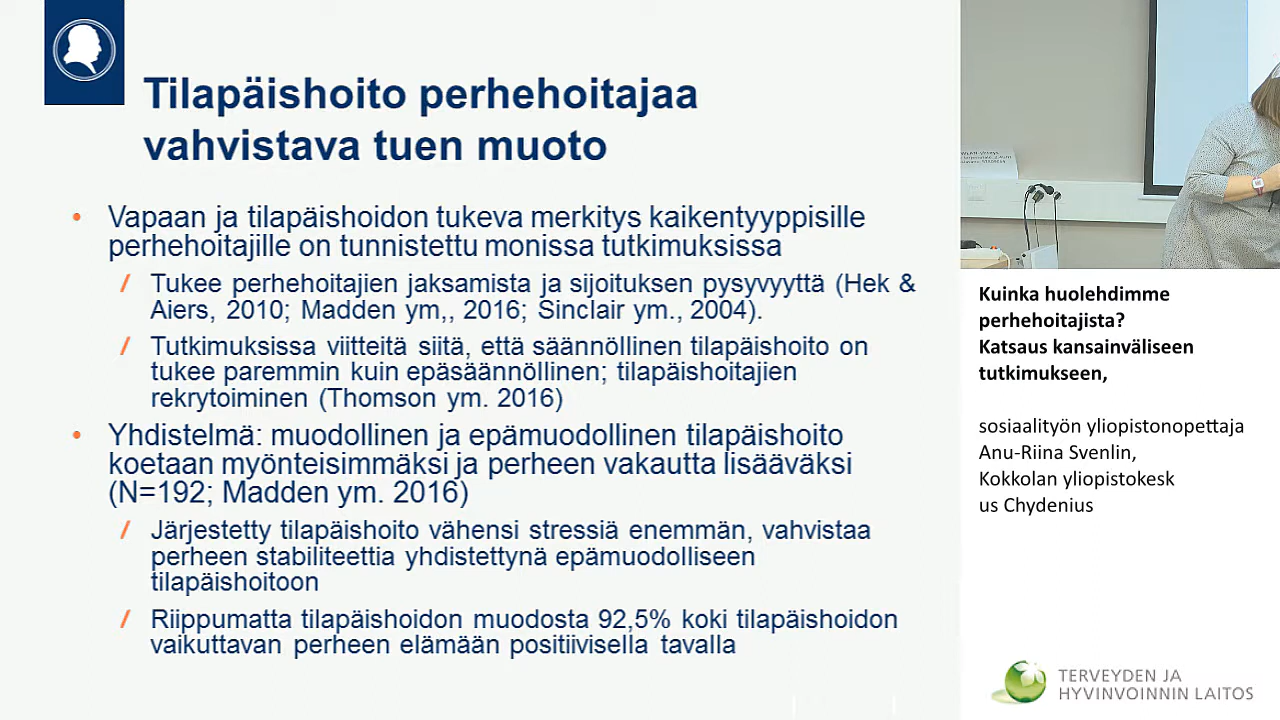 Tilapäishoito perhehoitajaa
vahvistava tuen muoto
• Vapaan ja tilapäishoidon tukeva merkitys kaikentyyppisille
perhehoitajille on tunnistettu monissa tutkimuksissa
/ Tukee perhehoitajien jaksamista ja sijoituksen pysyvyyttä (Hek &
Aiers, 2010; Madden ym,, 2016; Sinclair ym., 2004).
/ Tutkimuksissa viitteitä siitä, että säännöllinen tilapäishoito on
tukee paremmin kuin epäsäännöllinen; tilapäishoitajien
rekrytoiminen (Thomson ym. 2016)
• Yhdistelmä: muodollinen ja epämuodollinen tilapäishoito
koetaan myönteisimmäksi ja perheen vakautta lisääväksi
(N=192; Madden ym. 2016)
/ Järjestetty tilapäishoito vähensi stressiä enemmän, vahvistaa
perheen stabiliteettia yhdistettynä epämuodolliseen
tilapäishoitoon
/ Riippumatta tilapäishoidon muodosta 92,5% koki tilapäishoidon
vaikuttavan perheen elämään positiivisella tavalla
Kuinka huolehdimme
perhehoitajista?
Katsaus kansainväliseen
tutkimukseen,
sosiaalityön yliopistonopettaja
Anu-Riina Svenlin,
Kokkolan yliopistokesk
us Chydenius
TERVEYDEN JA
HYVINVOINNIN LAITOS